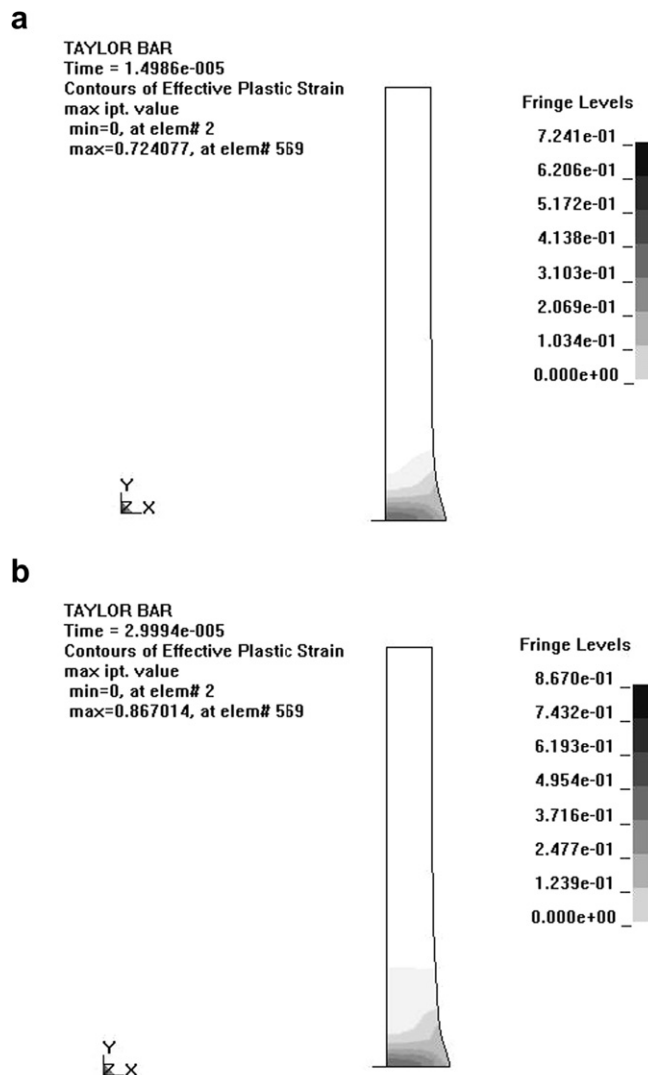 a
TAYLOR BAR
Time = 1.4986e-005
Contours of Effective Plastic Strain
max ipt. value
min=0, at elem# 2
max=0.724077, at elem# 569
Fringe Levels
7.241e-01
6.206e-01
5.172e-01
4.138e-01
3.103e-01
2.069e-01
1.034e-01
0.000e+00
Y
Z X
b
TAYLOR BAR
Time = 2.9994e-005
Contours of Effective Plastic Strain
max ipt. value
min=0, at elem# 2
max=0.867014, at elem# 569
Fringe Levels
8.670e-01
7.432e-01
6.193e-01
4.954e-01
3.716e-01
2.477e-01
1.239e-01
0.000e+00
Y
Z X